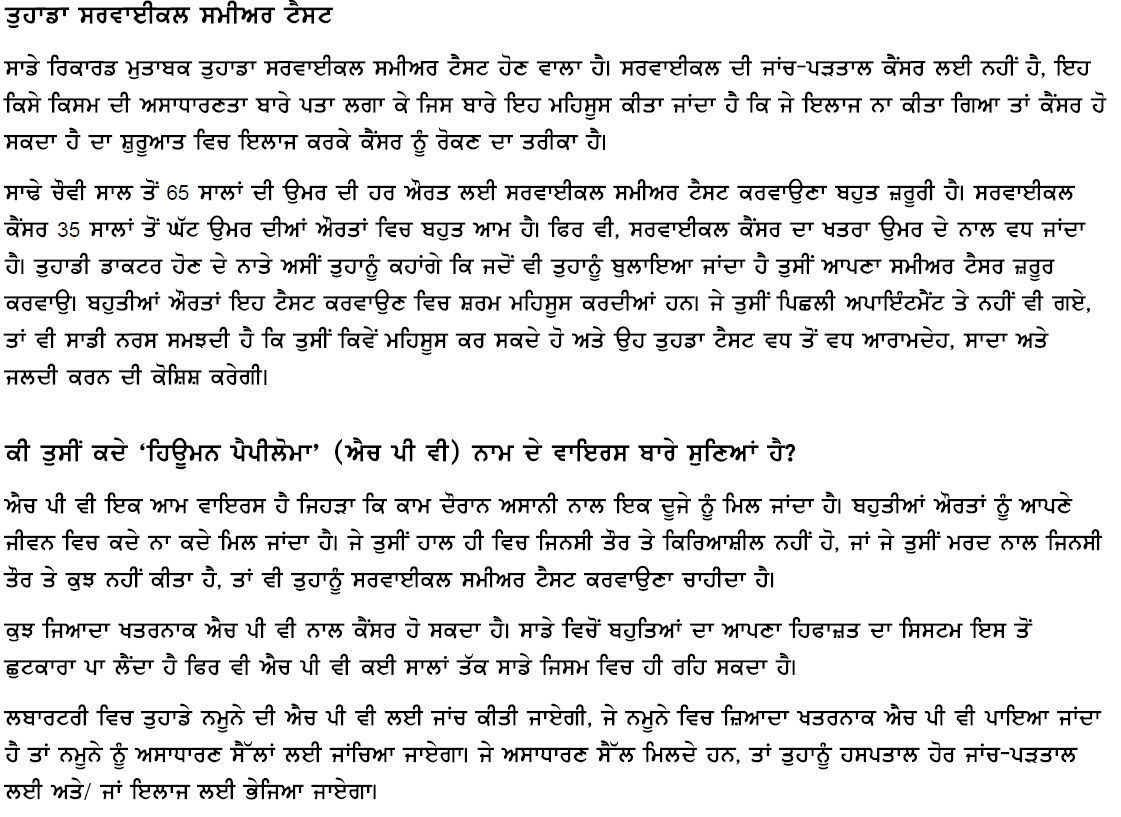 ਤੁਹਾਡਾ ਸਰਵਾਈਕਲ ਸਮੀਅਰ ਟੈਸਟ
ਸਾਡੇ ਰਿਕਾਰਡ ਮੁਤਾਬਕ ਤੁਹਾਡਾ ਸਰਵਾਈਕਲ ਸਮੀਅਰ ਟੈਸਟ ਹੋਣ ਵਾਲਾ ਹੈ। ਸਰਵਾਈਕਲ ਦੀ ਜਾਂਚ-ਪੜਤਾਲ ਕੈਂਸਰ ਲਈ ਨਹੀਂ ਹੈ, ਇਹ
ਕਿਸੇ ਕਿਸਮ ਦੀ ਅਸਾਧਾਰਣਤਾ ਬਾਰੇ ਪਤਾ ਲਗਾ ਕੇ ਜਿਸ ਬਾਰੇ ਇਹ ਮਹਿਸੂਸ ਕੀਤਾ ਜਾਂਦਾ ਹੈ ਕਿ ਜੇ ਇਲਾਜ ਨਾ ਕੀਤਾ ਗਿਆ ਤਾਂ ਕੈਂਸਰ ਹੋ
ਸਕਦਾ ਹੈ ਦਾ ਸ਼ੁਰੂਆਤ ਵਿਚ ਇਲਾਜ ਕਰਕੇ ਕੈਂਸਰ ਨੂੰ ਰੋਕਣ ਦਾ ਤਰੀਕਾ ਹੈ।
ਸਾਢੇ ਚੌਵੀ ਸਾਲ ਤੋਂ 65 ਸਾਲਾਂ ਦੀ ਉਮਰ ਦੀ ਹਰ ਔਰਤ ਲਈ ਸਰਵਾਈਕਲ ਸਮੀਅਰ ਟੈਸਟ ਕਰਵਾਉਣਾ ਬਹੁਤ ਜ਼ਰੂਰੀ ਹੈ। ਸਰਵਾਈਕਲ
ਕੈਂਸਰ 35 ਸਾਲਾਂ ਤੋਂ ਘੱਟ ਉਮਰ ਦੀਆਂ ਔਰਤਾਂ ਵਿਚ ਬਹੁਤ ਆਮ ਹੈ। ਫਿਰ ਵੀ, ਸਰਵਾਈਕਲ ਕੈਂਸਰ ਦਾ ਖਤਰਾ ਉਮਰ ਦੇ ਨਾਲ ਵਧ ਜਾਂਦਾ
ਹੈ। ਤੁਹਾਡੀ ਡਾਕਟਰ ਹੋਣ ਦੇ ਨਾਤੇ ਅਸੀਂ ਤੁਹਾਨੂੰ ਕਹਾਂਗੇ ਕਿ ਜਦੋਂ ਵੀ ਤੁਹਾਨੂੰ ਬੁਲਾਇਆ ਜਾਂਦਾ ਹੈ ਤੁਸੀਂ ਆਪਣਾ ਸਮੀਅਰ ਟੈਸਰ ਜ਼ਰੂਰ
ਕਰਵਾਉ। ਬਹੁਤੀਆਂ ਔਰਤਾਂ ਇਹ ਟੈਸਟ ਕਰਵਾਉਣ ਵਿਚ ਸ਼ਰਮ ਮਹਿਸੂਸ ਕਰਦੀਆਂ ਹਨ। ਜੇ ਤੁਸੀਂ ਪਿਛਲੀ ਅਪਾਇੰਟਮੈਂਟ ਤੇ ਨਹੀਂ ਵੀ ਗਏ,
ਤਾਂ ਵੀ ਸਾਡੀ ਨਰਸ ਸਮਝਦੀ ਹੈ ਕਿ ਤੁਸੀਂ ਕਿਵੇਂ ਮਹਿਸੂਸ ਕਰ ਸਕਦੇ ਹੋ ਅਤੇ ਉਹ ਤੁਹਡਾ ਟੈਸਟ ਵਧ ਤੋਂ ਵਧ ਆਰਾਮਦੇਹ, ਸਾਦਾ ਅਤੇ
ਜਲਦੀ ਕਰਨ ਦੀ ਕੋਸ਼ਿਸ਼ ਕਰੇਗੀ।
ਕੀ ਤੁਸੀਂ ਕਦੇ ‘ਹਿਊਮਨ ਪੈਪੀਲੋਮਾ’ (ਐਚ ਪੀ ਵੀ) ਨਾਮ ਦੇ ਵਾਇਰਸ ਬਾਰੇ ਸੁਣਿਆਂ ਹੈ?
ਐਚ ਪੀ ਵੀ ਇਕ ਆਮ ਵਾਇਰਸ ਹੈ ਜਿਹੜਾ ਕਿ ਕਾਮ ਦੌਰਾਨ ਅਸਾਨੀ ਨਾਲ ਇਕ ਦੂਜੇ ਨੂੰ ਮਿਲ ਜਾਂਦਾ ਹੈ। ਬਹੁਤੀਆਂ ਔਰਤਾਂ ਨੂੰ ਆਪਣੇ
ਜੀਵਨ ਵਿਚ ਕਦੇ ਨਾ ਕਦੇ ਮਿਲ ਜਾਂਦਾ ਹੈ। ਜੇ ਤੁਸੀਂ ਹਾਲ ਹੀ ਵਿਚ ਜਿਨਸੀ ਤੌਰ ਤੇ ਕਿਰਿਆਸ਼ੀਲ ਨਹੀਂ ਹੋ, ਜਾਂ ਜੇ ਤੁਸੀਂ ਮਰਦ ਨਾਲ ਜਿਨਸੀ
ਤੌਰ ਤੇ ਕੁਝ ਨਹੀਂ ਕੀਤਾ ਹੈ, ਤਾਂ ਵੀ ਤੁਹਾਨੂੰ ਸਰਵਾਈਕਲ ਸਮੀਅਰ ਟੈਸਟ ਕਰਵਾਉਣਾ ਚਾਹੀਦਾ ਹੈ।
ਕੁਝ ਜਿਆਦਾ ਖਤਰਨਾਕ ਐਚ ਪੀ ਵੀ ਨਾਲ ਕੈਂਸਰ ਹੋ ਸਕਦਾ ਹੈ। ਸਾਡੇ ਵਿਚੋਂ ਬਹੁਤਿਆਂ ਦਾ ਆਪਣਾ ਹਿਫਾਜ਼ਤ ਦਾ ਸਿਸਟਮ ਇਸ ਤੋਂ
ਛੁਟਕਾਰਾ ਪਾ ਲੈਂਦਾ ਹੈ ਫਿਰ ਵੀ ਐਚ ਪੀ ਵੀ ਕਈ ਸਾਲਾਂ ਤੱਕ ਸਾਡੇ ਜਿਸਮ ਵਿਚ ਹੀ ਰਹਿ ਸਕਦਾ ਹੈ।
ਲਬਾਰਟਰੀ ਵਿਚ ਤੁਹਾਡੇ ਨਮੂਨੇ ਦੀ ਐਚ ਪੀ ਵੀ ਲਈ ਜਾਂਚ ਕੀਤੀ ਜਾਏਗੀ, ਜੇ ਨਮੂਨੇ ਵਿਚ ਜ਼ਿਆਦਾ ਖਤਰਨਾਕ ਐਚ ਪੀ ਵੀ ਪਾਇਆ ਜਾਂਦਾ
ਹੈ ਤਾਂ ਨਮੂਨੇ ਨੂੰ ਅਸਾਧਾਰਣ ਸੈੱਲਾਂ ਲਈ ਜਾਂਚਿਆ ਜਾਏਗਾ। ਜੇ ਅਸਾਧਾਰਣ ਸੈੱਲ ਮਿਲਦੇ ਹਨ, ਤਾਂ ਤੁਹਾਨੂੰ ਹਸਪਤਾਲ ਹੋਰ ਜਾਂਚ-ਪੜਤਾਲ
ਲਈ ਅਤੇ/ ਜਾਂ ਇਲਾਜ ਲਈ ਭੇਜਿਆ ਜਾਏਗਾ।